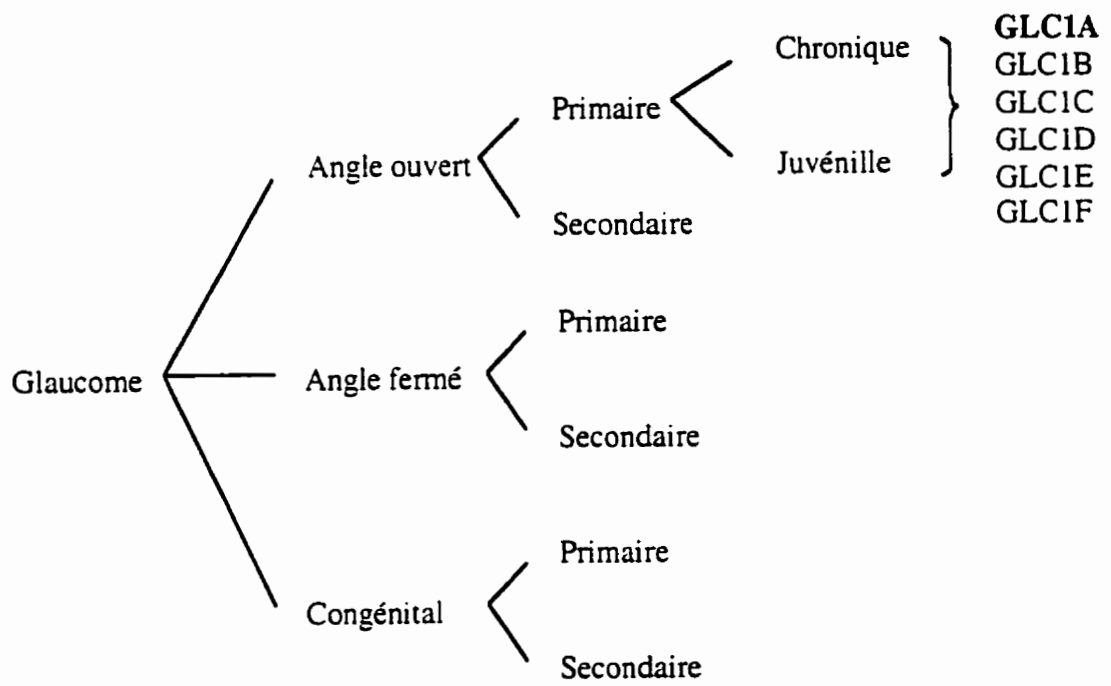 GLC1A
Chronique
GLC1B
Primaire
GLC1C
GLC1D
Angle ouvert
Juvénille
GLC1E
GLC1F
Secondaire
Primaire
Glaucome
Angle fermé
Secondaire
Primaire
Congénital
Secondaire